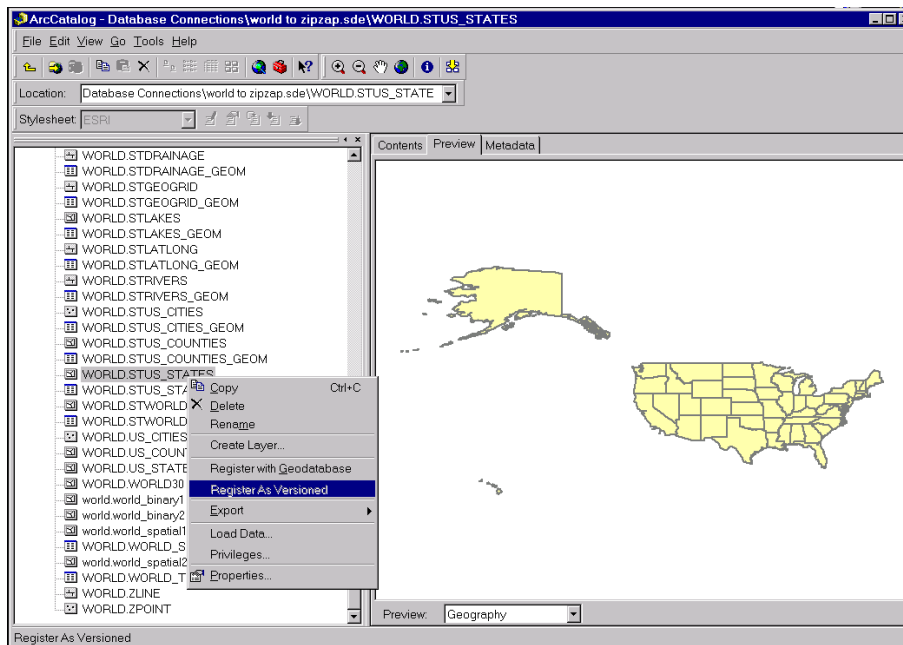 ArcCatalog - Database Connections\world to zipzap.sde\WORLD.STUS_STATES
File Edit View Go Tools Help
Location: Database Connections\world to zipzap.sde\WORLD.STUS_STATE
Stylesheet: ESRI
Contents Preview Metadata
WORLD.STDRAINAGE
WORLD.STDRAINAGE_GEOM
WORLD.STGEOGRID
WORLD.STGEOGRID_GEOM
WORLD.STLAKES
WORLD.STLAKES_GEOM
WORLD.STLATLONG
WORLD.STLATLONG_GEOM
WORLD.STRIVERS
WORLD.STRIVERS_GEOM
WORLD.STUS_CITIES
WORLD.STUS_CITIES_GEOM
WORLD.STUS_COUNTIES
WORLD.STUS_COUNTIES_GEOM
WORLD.STUS_STATES
WORLD.STUS_STA
WORLD.STWORLD
WORLD.STWORLD
WORLD.US_CITIES
WORLD.US_COUN
WORLD.US_STATE
WORLD.WORLD30
world.world_binary1
world.world_binary2
world.world_spatial1
WORLD.WORLD_S
world.world_spatial2
WORLD.WORLD_T
WORLD.ZLINE
WORLD.ZPOINT
Copy Ctrl+C
Delete
Rename
Create Layer...
Register with Geodatabase
Register As Versioned
Export
Load Data...
Privileges...
Properties...
Preview: Geography
Register As Versioned